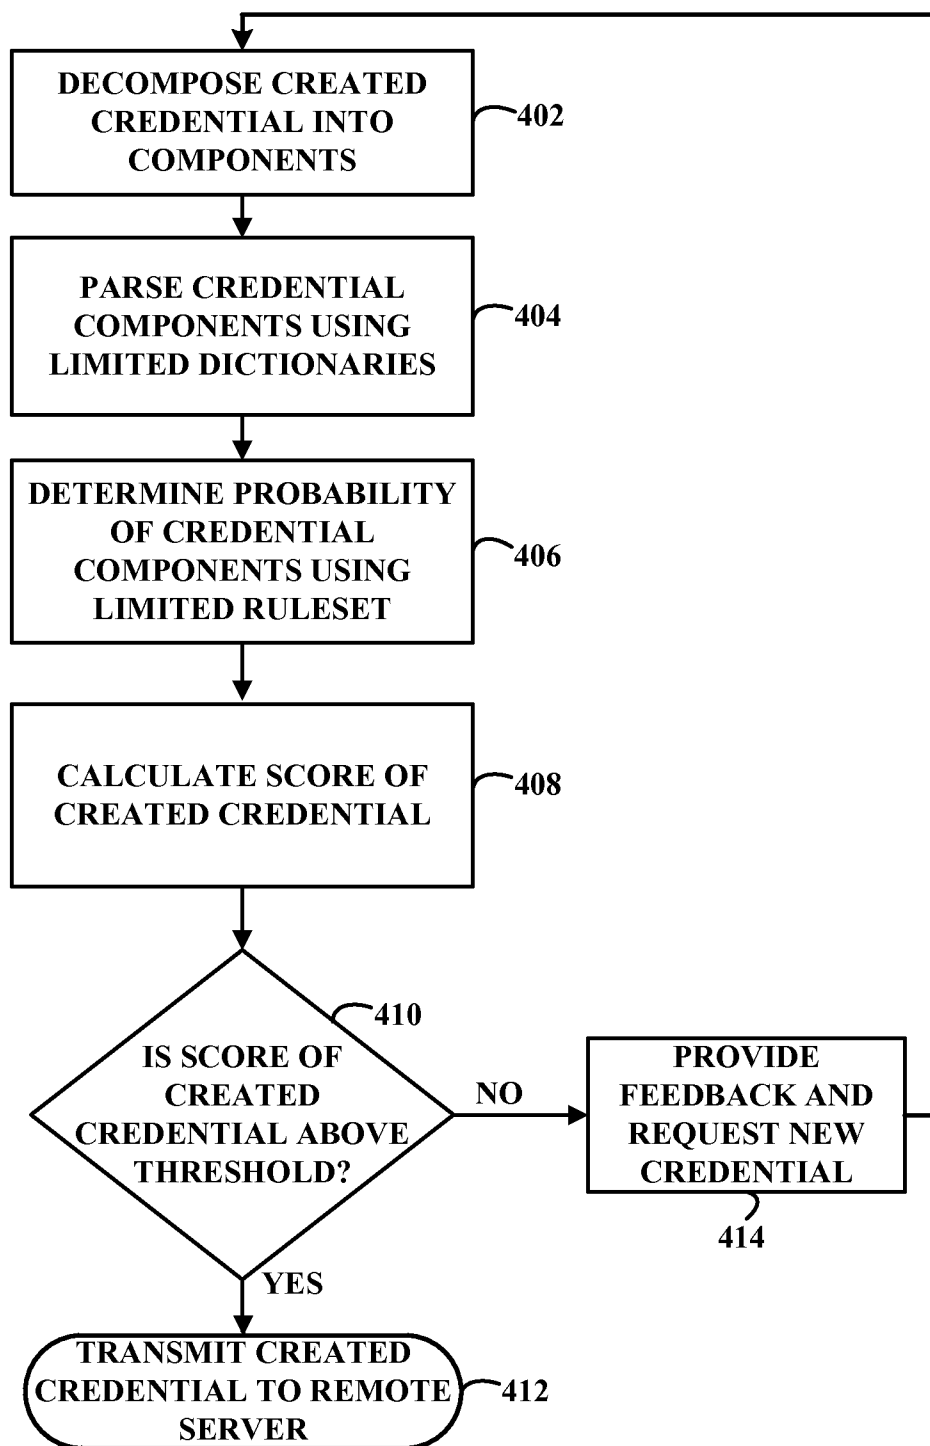 DECOMPOSE CREATED
CREDENTIAL INTO
COMPONENTS
402
PARSE CREDENTIAL
COMPONENTS USING
LIMITED DICTIONARIES
404
DETERMINE PROBABILITY
OF CREDENTIAL
COMPONENTS USING
LIMITED RULESET
406
CALCULATE SCORE OF
CREATED CREDENTIAL
408
410
IS SCORE OF
CREATED
CREDENTIAL ABOVE
THRESHOLD?
NO
PROVIDE
FEEDBACK AND
REQUEST NEW
CREDENTIAL
414
YES
TRANSMIT CREATED
CREDENTIAL TO REMOTE
SERVER
412